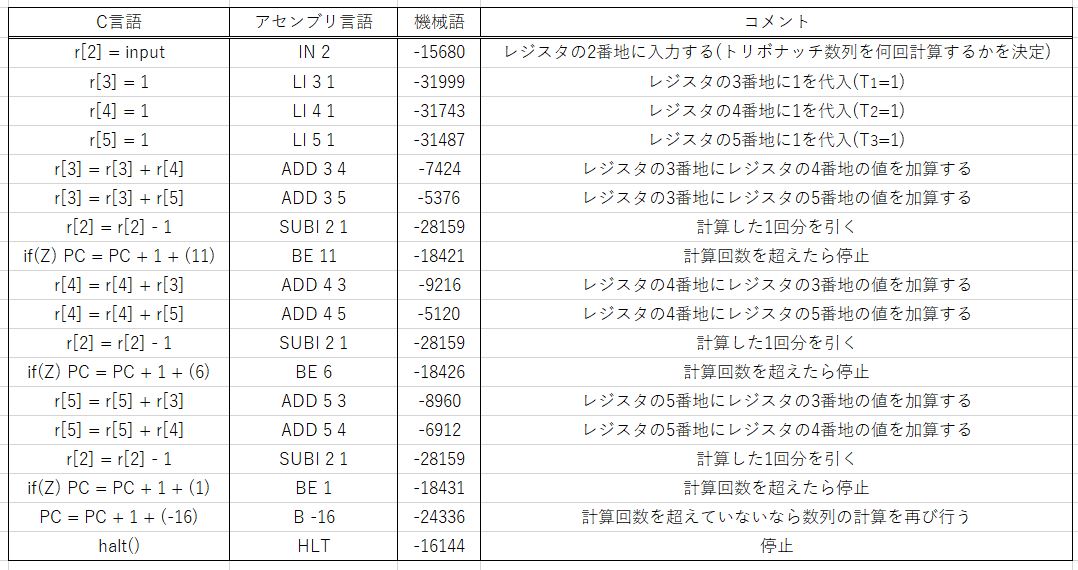 C言語 アセンブリ言語 機械語 コメント
r[2] = input IN 2 -15680 レジスタの2番地に入力する(トリボナッチ数列を何回計算するかを決定)
r[3] = 1 LI 3 1 -31999 レジスタの3番地に1を代入(T1=1)
r[4] = 1 LI 4 1 -31743 レジスタの4番地に1を代入(T2=1)
r[5] = 1 LI 5 1 -31487 レジスタの5番地に1を代入(T3=1)
r[3] = r[3] + r[4] ADD 3 4 -7424 レジスタの3番地にレジスタの4番地の値を加算する
r[3] = r[3] + r[5] ADD 3 5 -5376 レジスタの3番地にレジスタの5番地の値を加算する
r[2] = r[2] - 1 SUBI 2 1 -28159 計算した1回分を引く
if(Z) PC = PC + 1 + (11) BE 11 -18421 計算回数を超えたら停止
r[4] = r[4] + r[3] ADD 4 3 -9216 レジスタの4番地にレジスタの3番地の値を加算する
r[4] = r[4] + r[5] ADD 4 5 -5120 レジスタの4番地にレジスタの5番地の値を加算する
r[2] = r[2] - 1 SUBI 2 1 -28159 計算した1回分を引く
if(Z) PC = PC + 1 + (6) BE 6 -18426 計算回数を超えたら停止
r[5] = r[5] + r[3] ADD 5 3 -8960 レジスタの5番地にレジスタの3番地の値を加算する
r[5] = r[5] + r[4] ADD 5 4 -6912 レジスタの5番地にレジスタの4番地の値を加算する
r[2] = r[2] - 1 SUBI 2 1 -28159 計算した1回分を引く
if(Z) PC = PC + 1 + (1) BE 1 -18431 計算回数を超えたら停止
PC = PC + 1 + (-16) B -16 -24336 計算回数を超えていないなら数列の計算を再び行う
halt() HLT -16144 停止